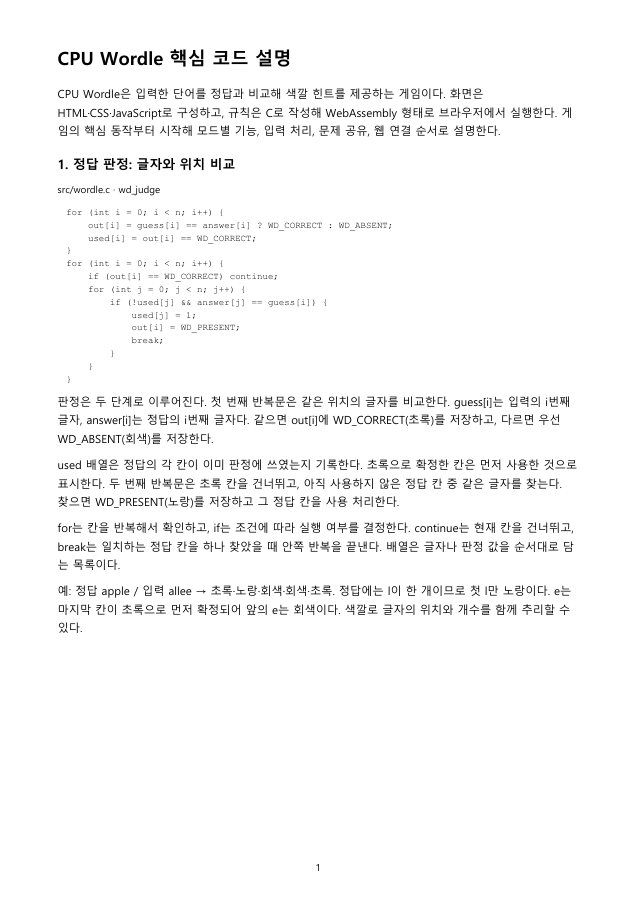 CPU Wordle 핵심 코드 설명
CPU Wordle은 입력한 단어를 정답과 비교해 색깔 힌트를 제공하는 게임이다. 화면은
HTML·CSS·JavaScript로 구성하고, 규칙은 C로 작성해 WebAssembly 형태로 브라우저에서 실행한다. 게
임의 핵심 동작부터 시작해 모드별 기능, 입력 처리, 문제 공유, 웹 연결 순서로 설명한다.
1. 정답 판정: 글자와 위치 비교
src/wordle.c · wd_judge
for (int i = 0; i < n; i++) {
    out[i] = guess[i] == answer[i] ? WD_CORRECT : WD_ABSENT;
    used[i] = out[i] == WD_CORRECT;
}
for (int i = 0; i < n; i++) {
    if (out[i] == WD_CORRECT) continue;
    for (int j = 0; j < n; j++) {
        if (!used[j] && answer[j] == guess[i]) {
            used[j] = 1;
            out[i] = WD_PRESENT;
            break;
        }
    }
}
판정은 두 단계로 이루어진다. 첫 번째 반복문은 같은 위치의 글자를 비교한다. guess[i]는 입력의 i번째
글자, answer[i]는 정답의 i번째 글자다. 같으면 out[i]에 WD_CORRECT(초록)를 저장하고, 다르면 우선
WD_ABSENT(회색)를 저장한다.
used 배열은 정답의 각 칸이 이미 판정에 쓰였는지 기록한다. 초록으로 확정한 칸은 먼저 사용한 것으로
표시한다. 두 번째 반복문은 초록 칸을 건너뛰고, 아직 사용하지 않은 정답 칸 중 같은 글자를 찾는다.
찾으면 WD_PRESENT(노랑)를 저장하고 그 정답 칸을 사용 처리한다.
for는 칸을 반복해서 확인하고, if는 조건에 따라 실행 여부를 결정한다. continue는 현재 칸을 건너뛰고,
break는 일치하는 정답 칸을 하나 찾았을 때 안쪽 반복을 끝낸다. 배열은 글자나 판정 값을 순서대로 담
는 목록이다.
예: 정답 apple / 입력 allee → 초록·노랑·회색·회색·초록. 정답에는 l이 한 개이므로 첫 l만 노랑이다. e는
마지막 칸이 초록으로 먼저 확정되어 앞의 e는 회색이다. 색깔로 글자의 위치와 개수를 함께 추리할 수
있다.
1